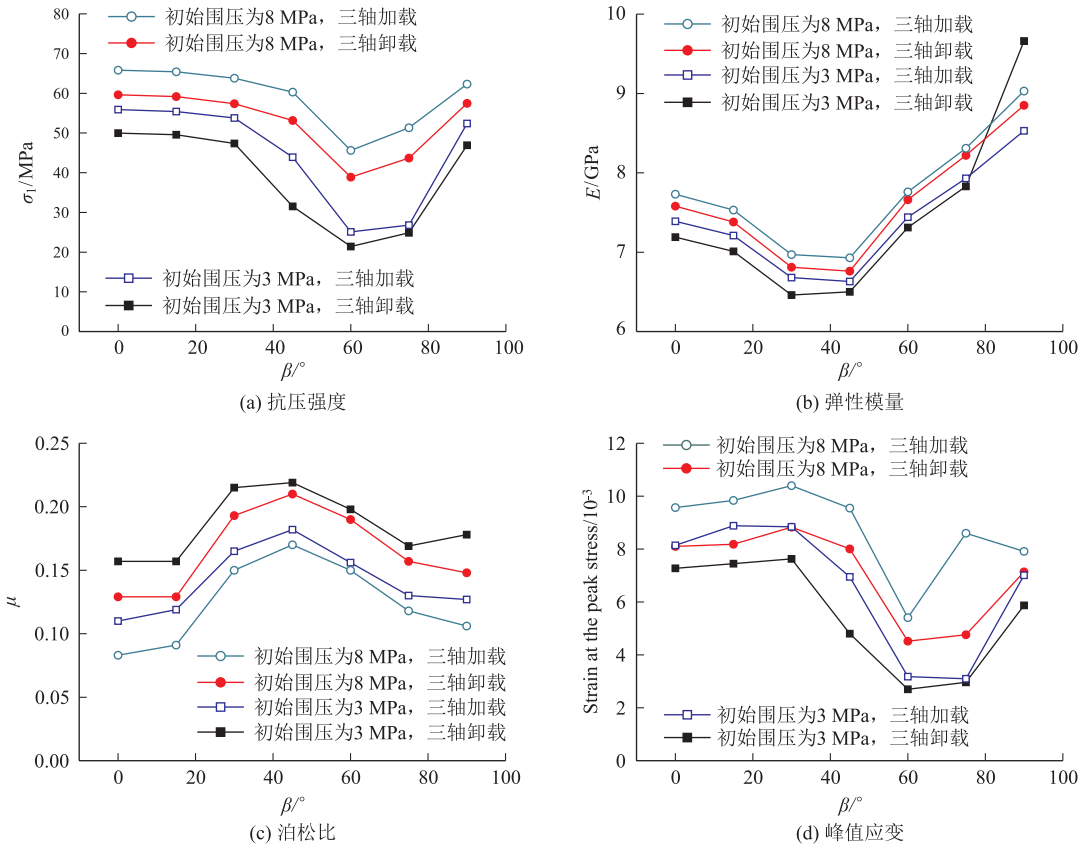 80
70
60
50
40
30
20
10
0
σ₁/MPa
初始围压为8 MPa，三轴加载
初始围压为8 MPa，三轴卸载
初始围压为3 MPa，三轴加载
初始围压为3 MPa，三轴卸载
0 20 40 60 80 100
β/°
(a) 抗压强度
10
9
8
7
6
E/GPa
初始围压为8 MPa，三轴加载
初始围压为8 MPa，三轴卸载
初始围压为3 MPa，三轴加载
初始围压为3 MPa，三轴卸载
0 20 40 60 80 100
β/°
(b) 弹性模量
0.25
0.20
0.15
0.10
0.05
0.00
μ
初始围压为8 MPa，三轴加载
初始围压为8 MPa，三轴卸载
初始围压为3 MPa，三轴加载
初始围压为3 MPa，三轴卸载
0 20 40 60 80 100
β/°
(c) 泊松比
12
10
8
6
4
2
0
Strain at the peak stress/10⁻³
初始围压为8 MPa，三轴加载
初始围压为8 MPa，三轴卸载
初始围压为3 MPa，三轴加载
初始围压为3 MPa，三轴卸载
0 20 40 60 80 100
β/°
(d) 峰值应变